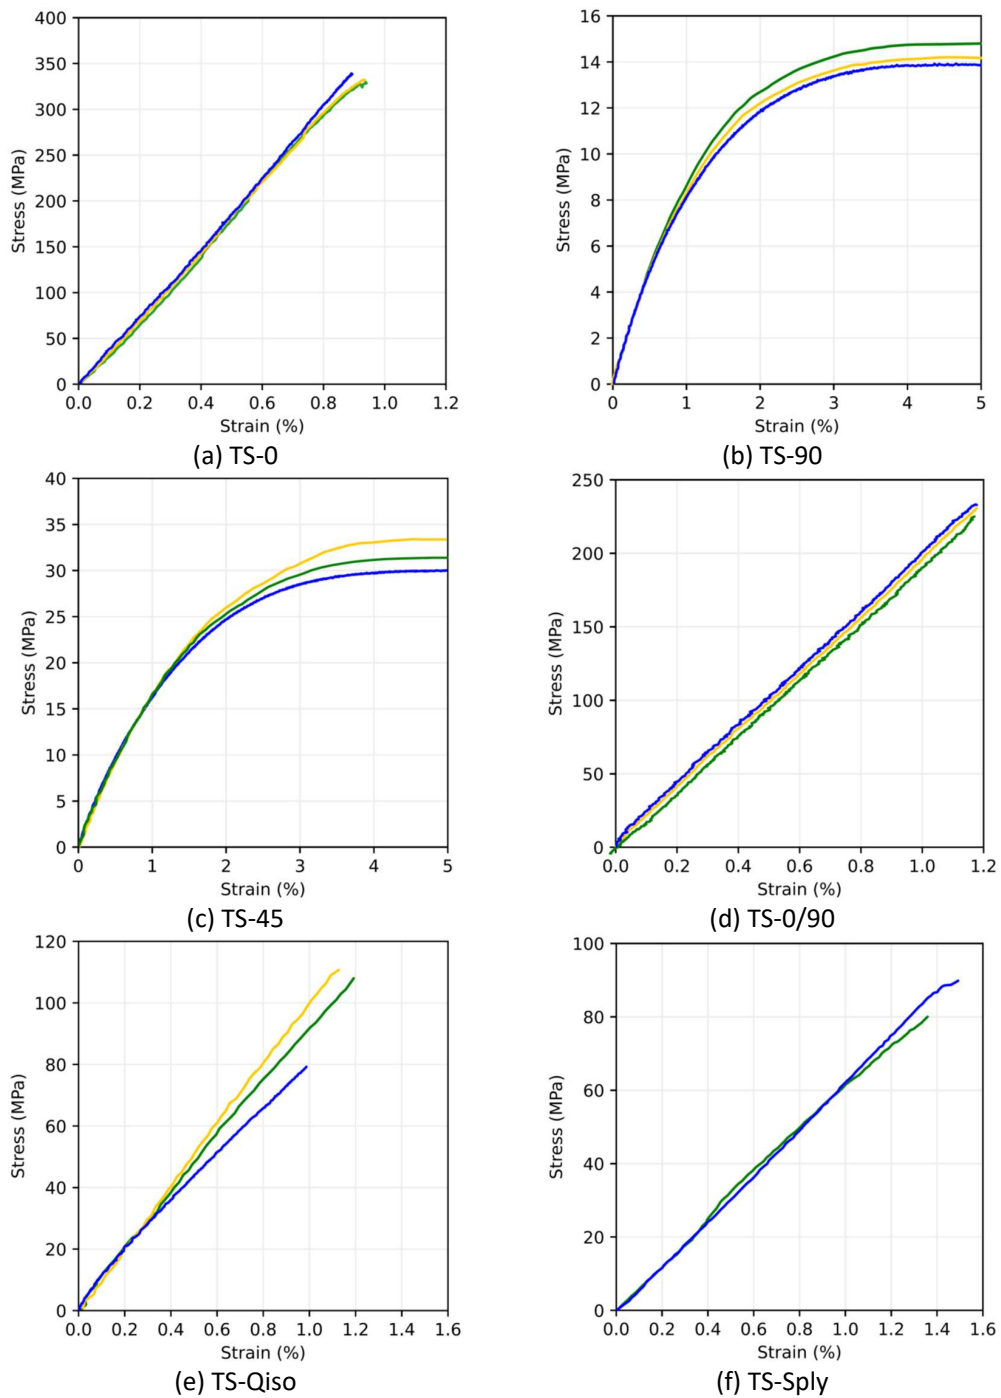 400
350
300
250
200
150
100
50
0
Stress (MPa)
0.0 0.2 0.4 0.6 0.8 1.0 1.2
Strain (%)
(a) TS-0
16
14
12
10
8
6
4
2
0
Stress (MPa)
0 1 2 3 4 5
Strain (%)
(b) TS-90
40
35
30
25
20
15
10
5
0
Stress (MPa)
0 1 2 3 4 5
Strain (%)
(c) TS-45
250
200
150
100
50
0
Stress (MPa)
0.0 0.2 0.4 0.6 0.8 1.0 1.2
Strain (%)
(d) TS-0/90
120
100
80
60
40
20
0
Stress (MPa)
0.0 0.2 0.4 0.6 0.8 1.0 1.2 1.4 1.6
Strain (%)
(e) TS-Qiso
100
80
60
40
20
0
Stress (MPa)
0.0 0.2 0.4 0.6 0.8 1.0 1.2 1.4 1.6
Strain (%)
(f) TS-Sply